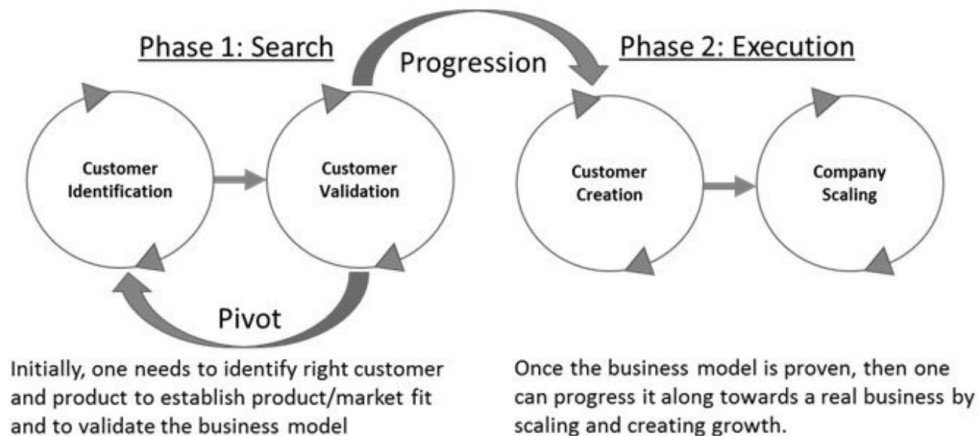 Phase 1: Search
Progression
Phase 2: Execution
Customer
Identification
Customer
Validation
Customer
Creation
Company
Scaling
Pivot
Initially, one needs to identify right customer
and product to establish product/market fit
and to validate the business model
Once the business model is proven, then one
can progress it along towards a real business by
scaling and creating growth.